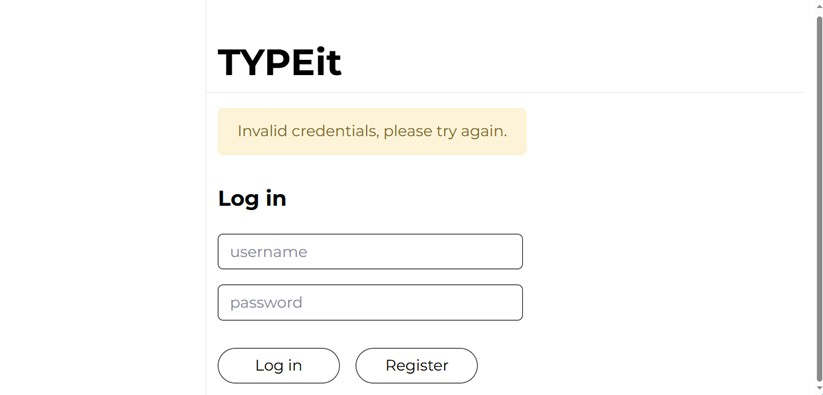 TYPEit
Invalid credentials, please try again.
Log in
username
password
Log in Register